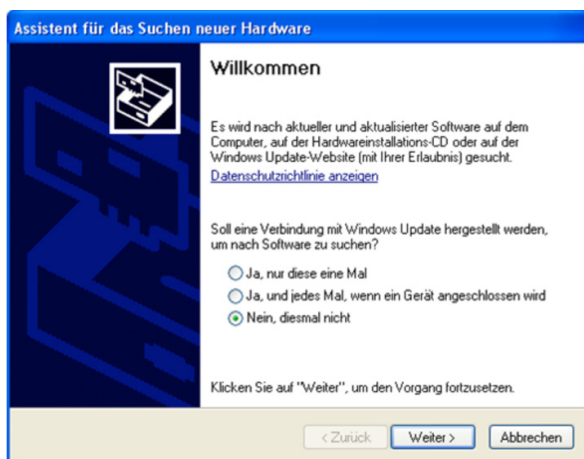 Assistent für das Suchen neuer Hardware
Willkommen
Es wird nach aktueller und aktualisierter Software auf dem
Computer, auf der Hardwareinstallations-CD oder auf der
Windows Update-Website (mit Ihrer Erlaubnis) gesucht.
Datenschutzrichtlinie anzeigen
Soll eine Verbindung mit Windows Update hergestellt werden,
um nach Software zu suchen?
Ja, nur diese eine Mal
Ja, und jedes Mal, wenn ein Gerät angeschlossen wird
Nein, diesmal nicht
Klicken Sie auf "Weiter", um den Vorgang fortzusetzen.
< Zurück Weiter > Abbrechen